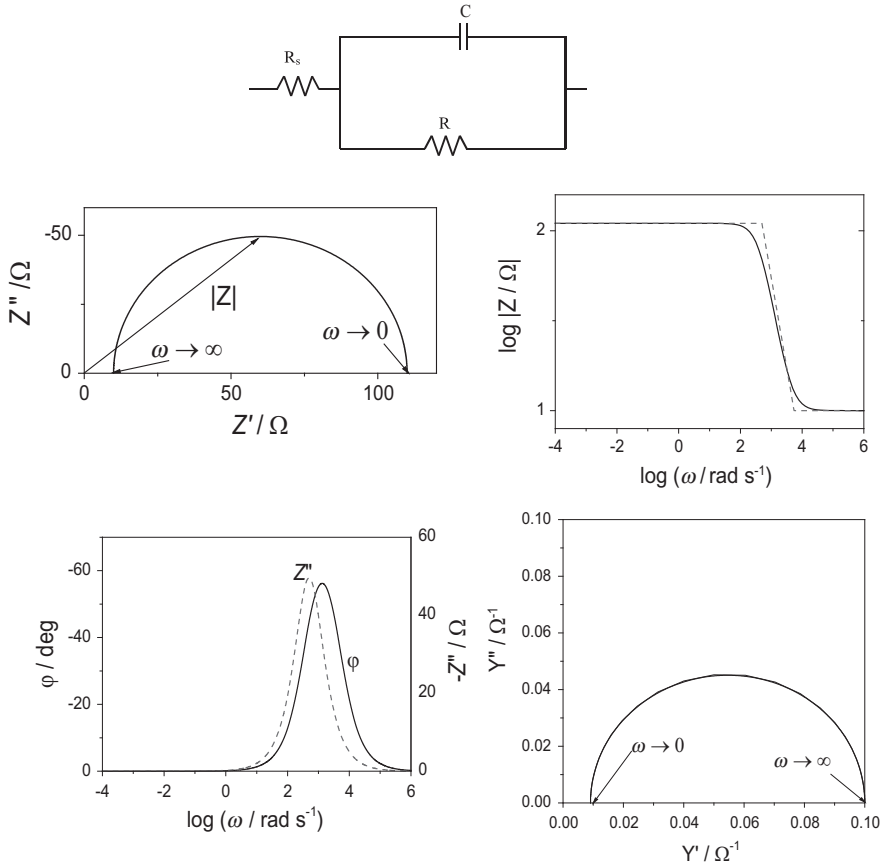 C
Rs
R
-50
0
Z" /Ω
|Z|
ω → ∞
ω → 0
0 50 100
Z' / Ω
2
1
log |Z / Ω|
-4 -2 0 2 4 6
log (ω / rad s-1)
-60
-40
-20
0
φ / deg
Z"
φ
60
40
20
0
-Z" / Ω
0 2 4 6
-4 -2
log (ω / rad s-1)
0.10
0.08
0.06
0.04
0.02
0.00
Y" / Ω-1
ω → 0
ω → ∞
0.00 0.02 0.04 0.06 0.08 0.10
Y' / Ω-1